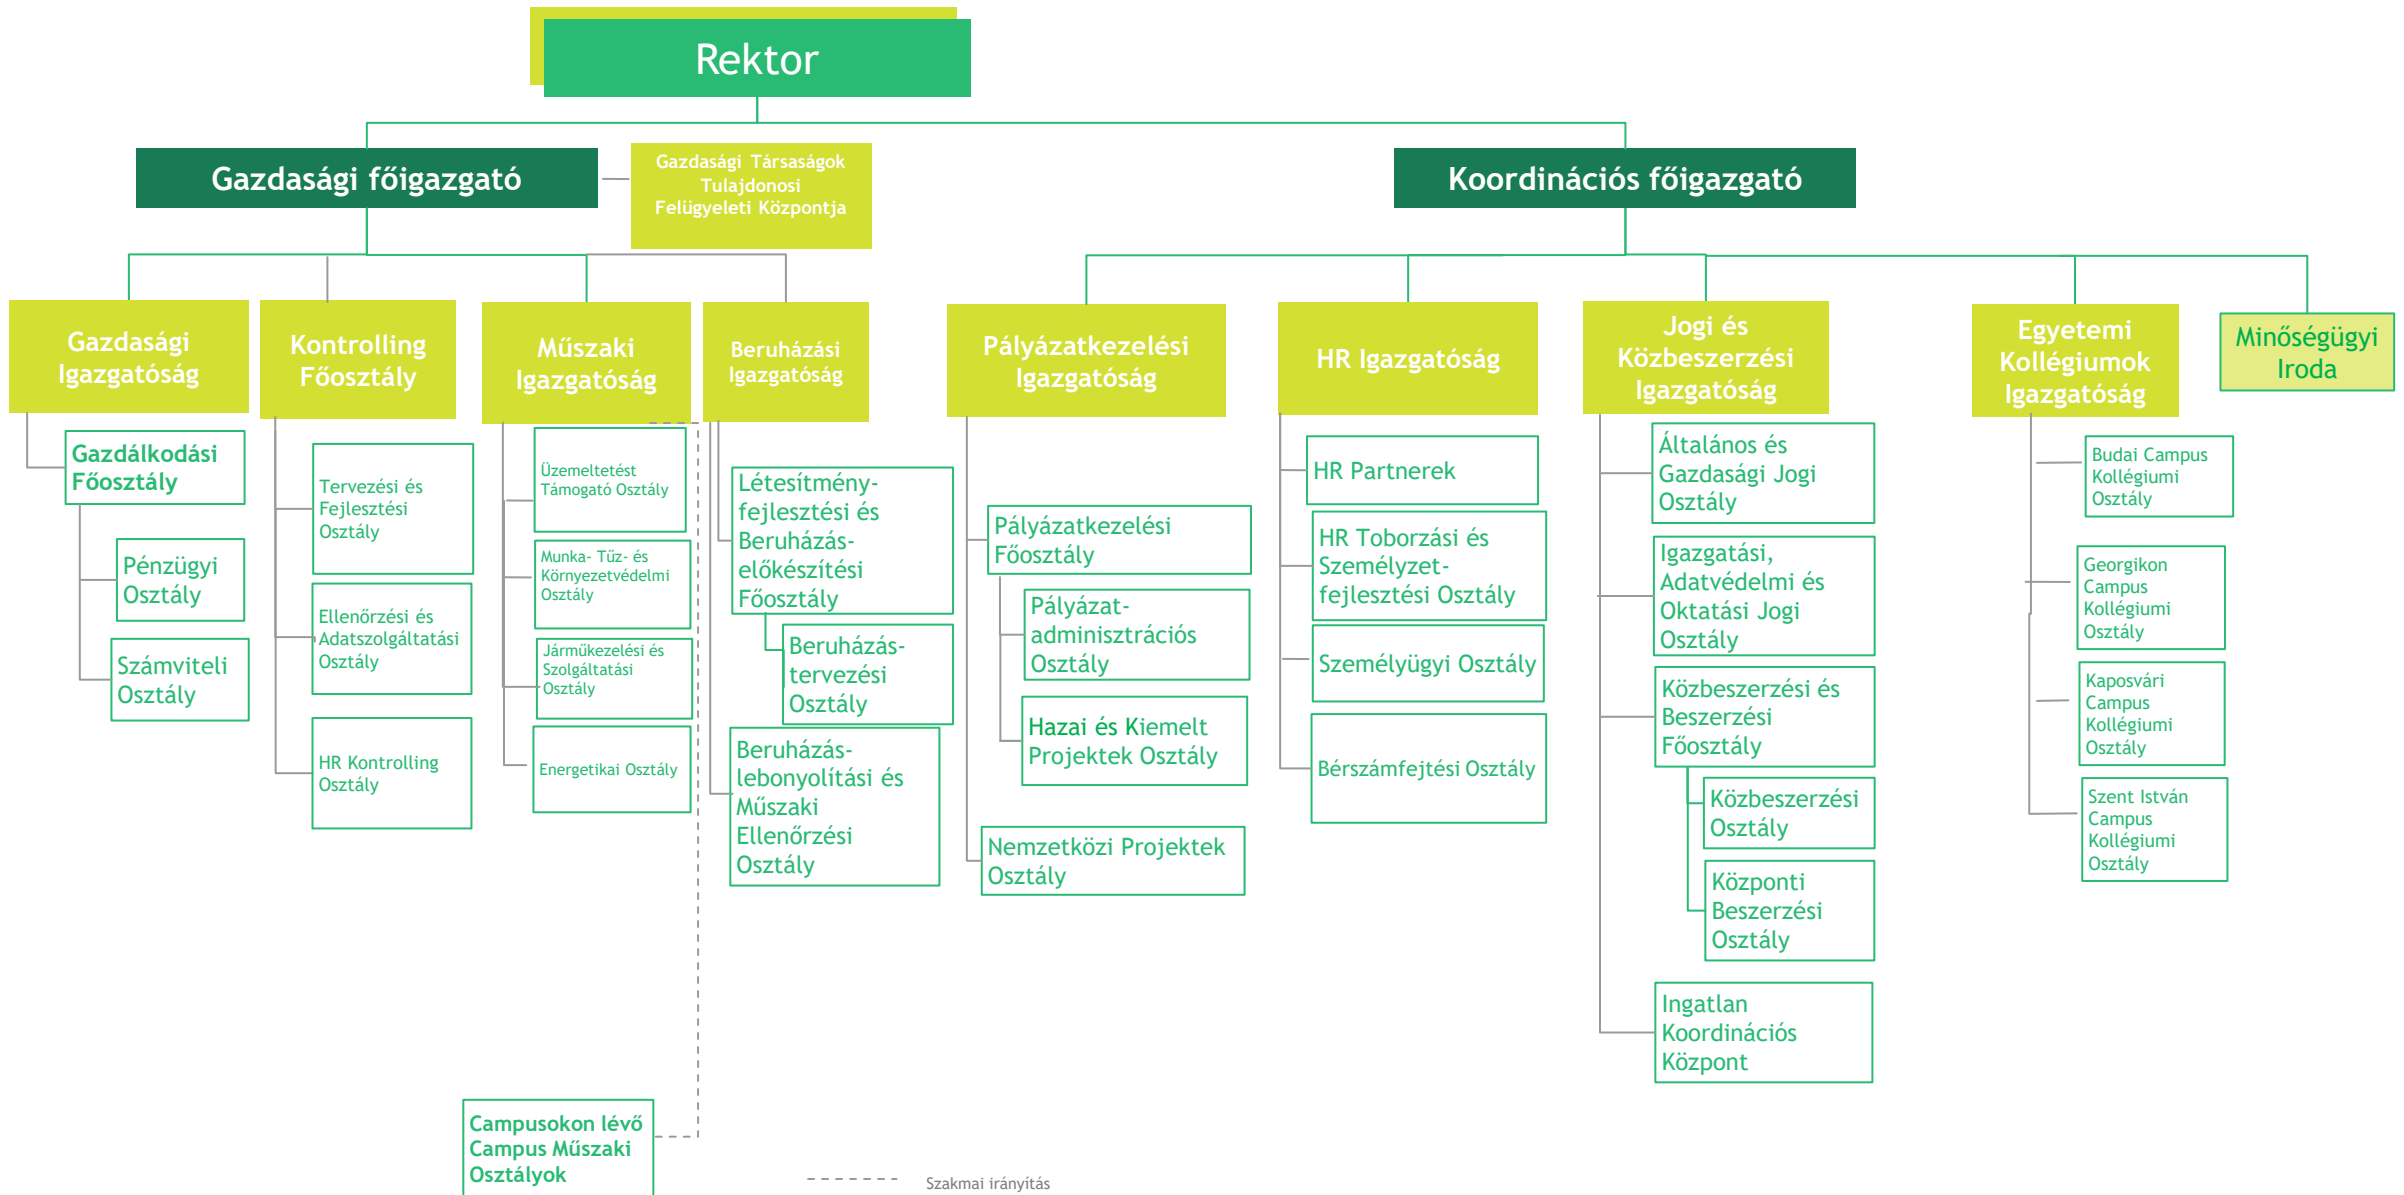 Rektor
Gazdasági főigazgató
Gazdasági Társaságok
Tulajdonosi
Felügyeleti Központja
Koordinációs főigazgató
Gazdasági
Igazgatóság
Kontrolling
Főosztály
Műszaki
Igazgatóság
Beruházási
Igazgatóság
Pályázatkezelési
Igazgatóság
HR Igazgatóság
Jogi és
Közbeszerzési
Igazgatóság
Egyetemi
Kollégiumok
Igazgatóság
Minőségügyi
Iroda
Gazdálkodási
Főosztály
Pénzügyi
Osztály
Számviteli
Osztály
Tervezési és
Fejlesztési
Osztály
Ellenőrzési és
Adatszolgáltatási
Osztály
HR Kontrolling
Osztály
Üzemeltetést
Támogató Osztály
Munka- Tűz- és
Környezetvédelmi
Osztály
Járműkezelési és
Szolgáltatási
Osztály
Energetikai Osztály
Létesítmény-
fejlesztési és
Beruházás-
előkészítési
Főosztály
Beruházás-
tervezési
Osztály
Beruházás-
lebonyolítási és
Műszaki
Ellenőrzési
Osztály
Pályázatkezelési
Főosztály
Pályázat-
adminisztrációs
Osztály
Hazai és Kiemelt
Projektek Osztály
Nemzetközi Projektek
Osztály
HR Partnerek
HR Toborzási és
Személyzet-
fejlesztési Osztály
Személyügyi Osztály
Bérszámfejtési Osztály
Általános és
Gazdasági Jogi
Osztály
Igazgatási,
Adatvédelmi és
Oktatási Jogi
Osztály
Közbeszerzési és
Beszerzési
Főosztály
Közbeszerzési
Osztály
Központi
Beszerzési
Osztály
Ingatlan
Koordinációs
Központ
Budai Campus
Kollégiumi
Osztály
Georgikon
Campus
Kollégiumi
Osztály
Kaposvári
Campus
Kollégiumi
Osztály
Szent István
Campus
Kollégiumi
Osztály
Campusokon lévő
Campus Műszaki
Osztályok
Szakmai irányítás